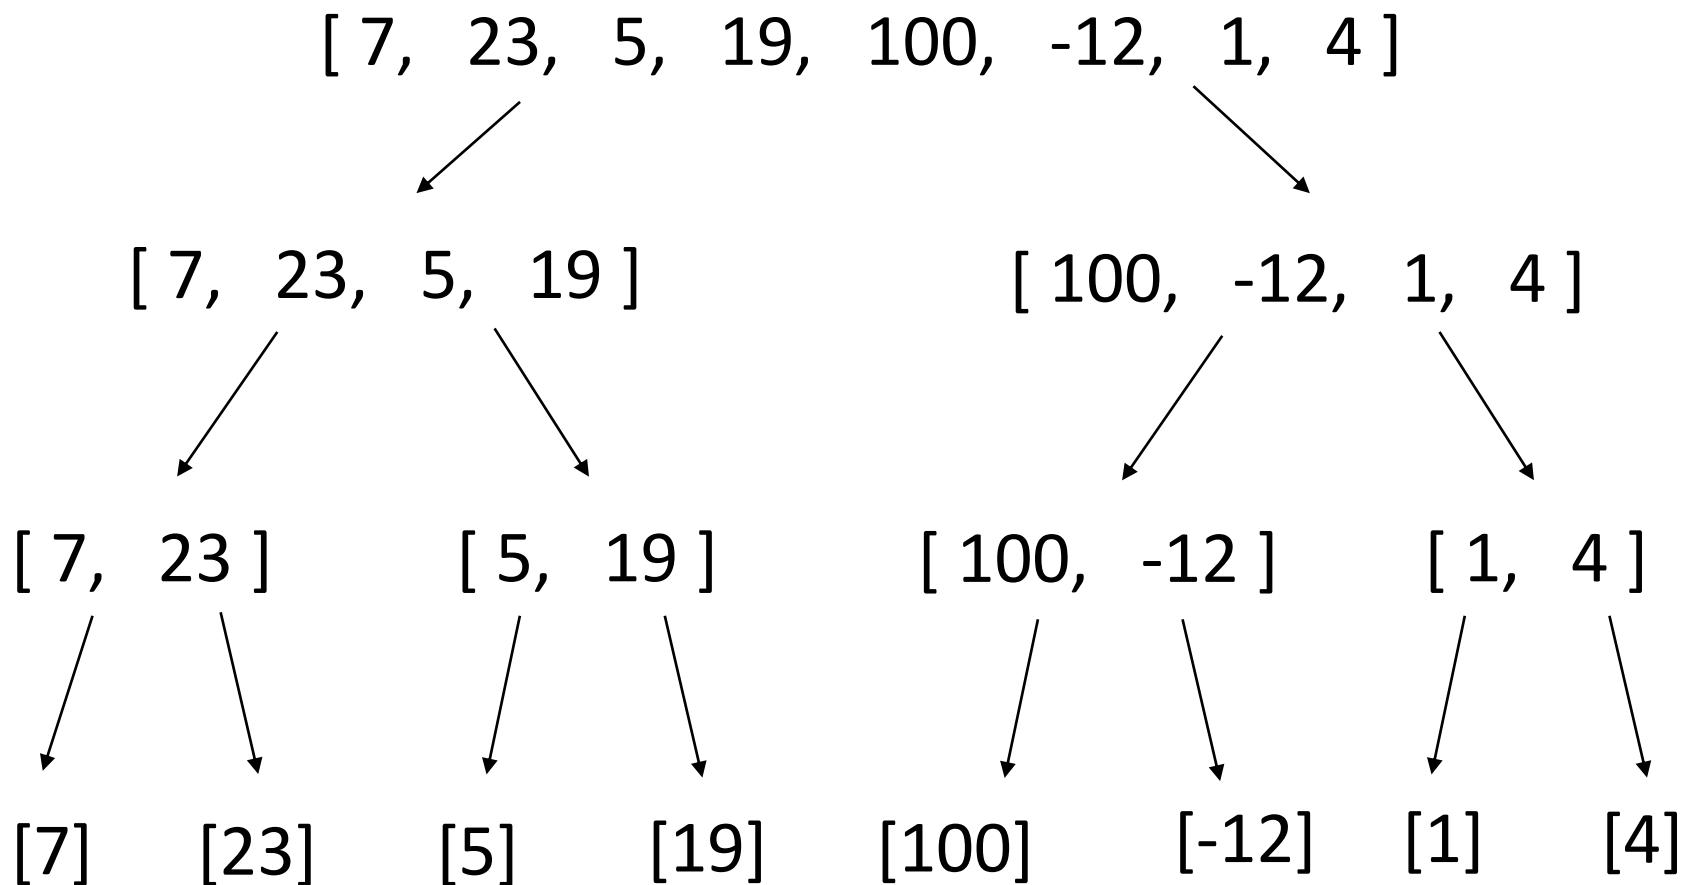 [ 7, 23, 5, 19, 100, -12, 1, 4 ]
[ 7, 23, 5, 19 ]
[ 100, -12, 1, 4 ]
[ 7, 23 ]
[ 5, 19 ]
[ 100, -12 ]
[ 1, 4 ]
[7]
[23]
[5]
[19]
[100]
[-12]
[1]
[4]